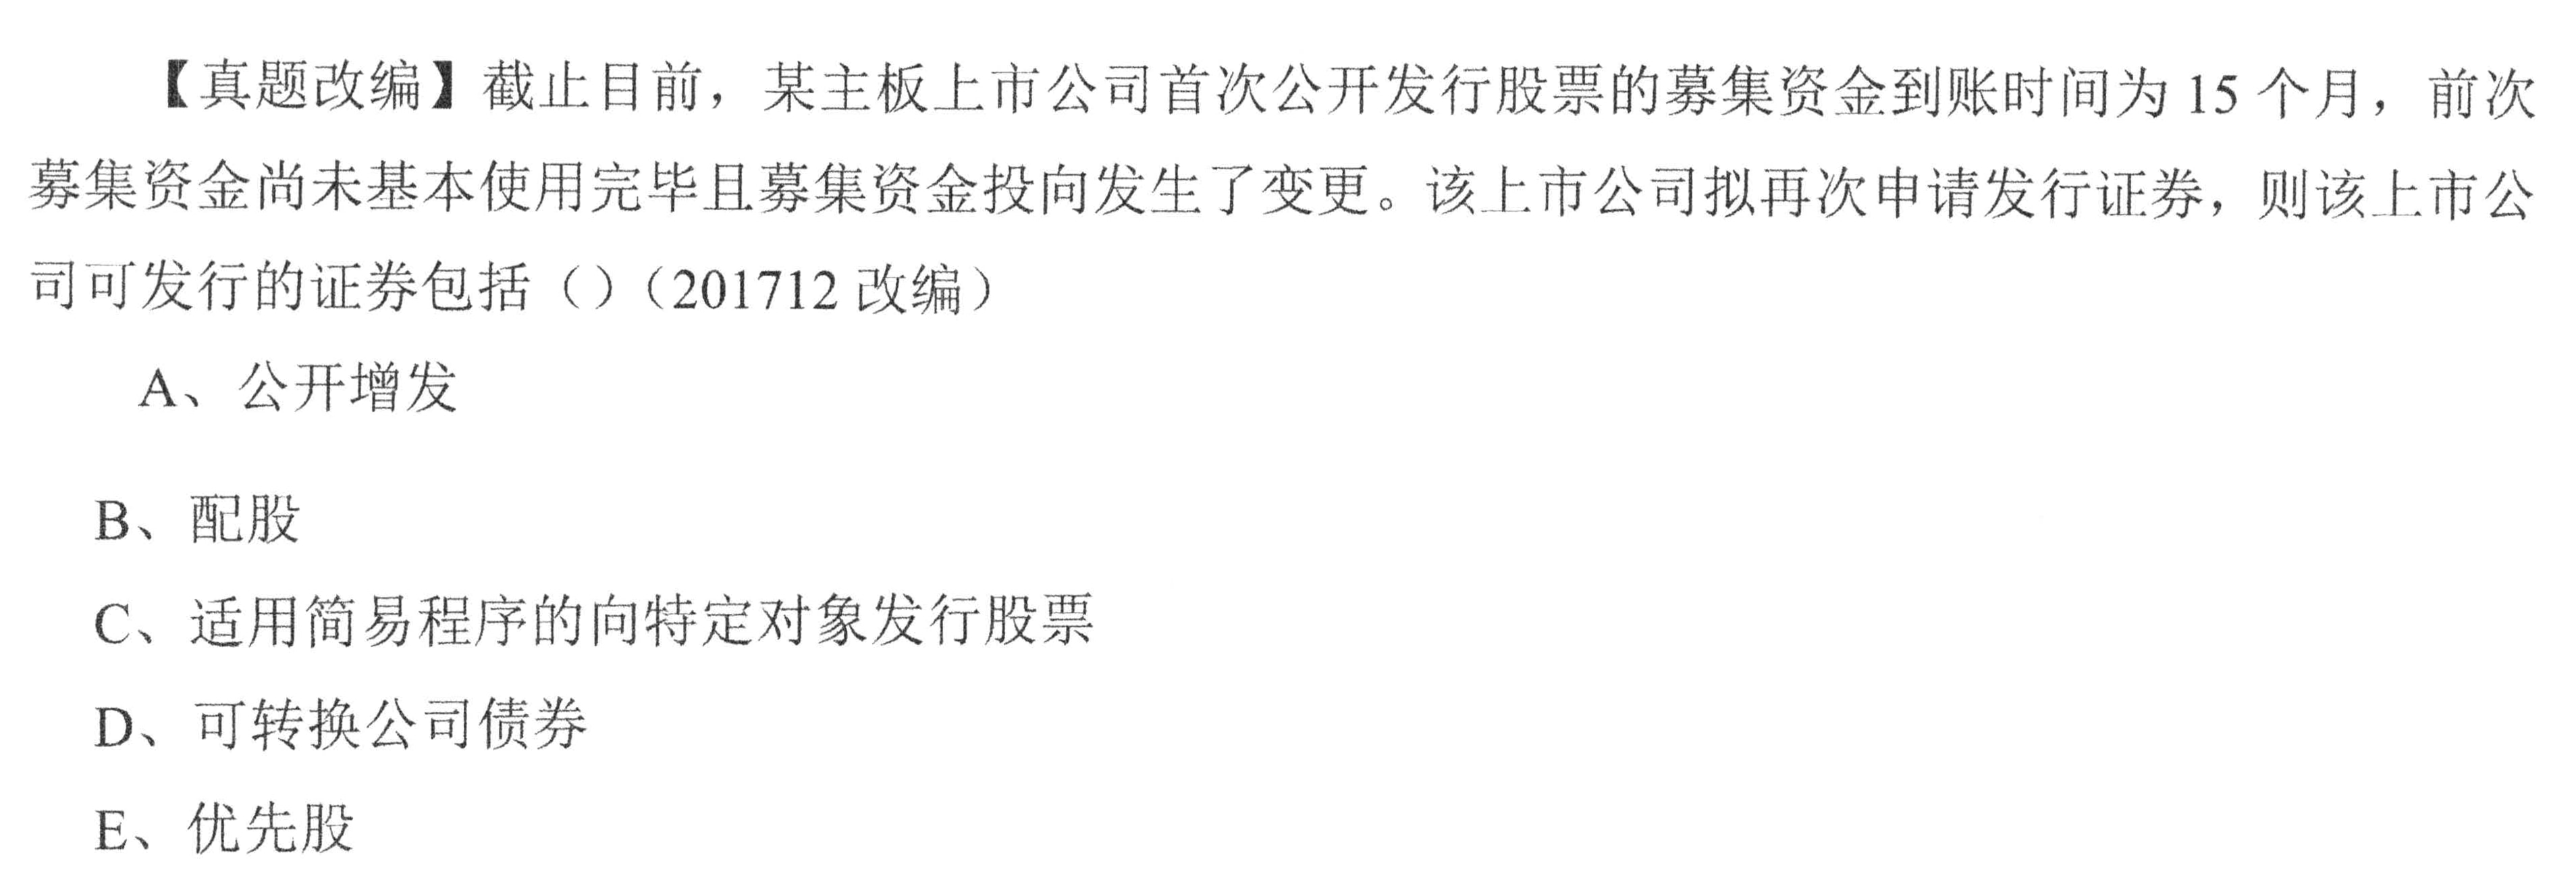 【真题改编】截止目前，某主板上市公司首次公开发行股票的募集资金到账时间为 15 个月，前次
募集资金尚未基本使用完毕且募集资金投向发生了变更。该上市公司拟再次申请发行证券，则该上市公
司可发行的证券包括（）（201712 改编）
A、公开增发
B、配股
C、适用简易程序的向特定对象发行股票
D、可转换公司债券
E、优先股